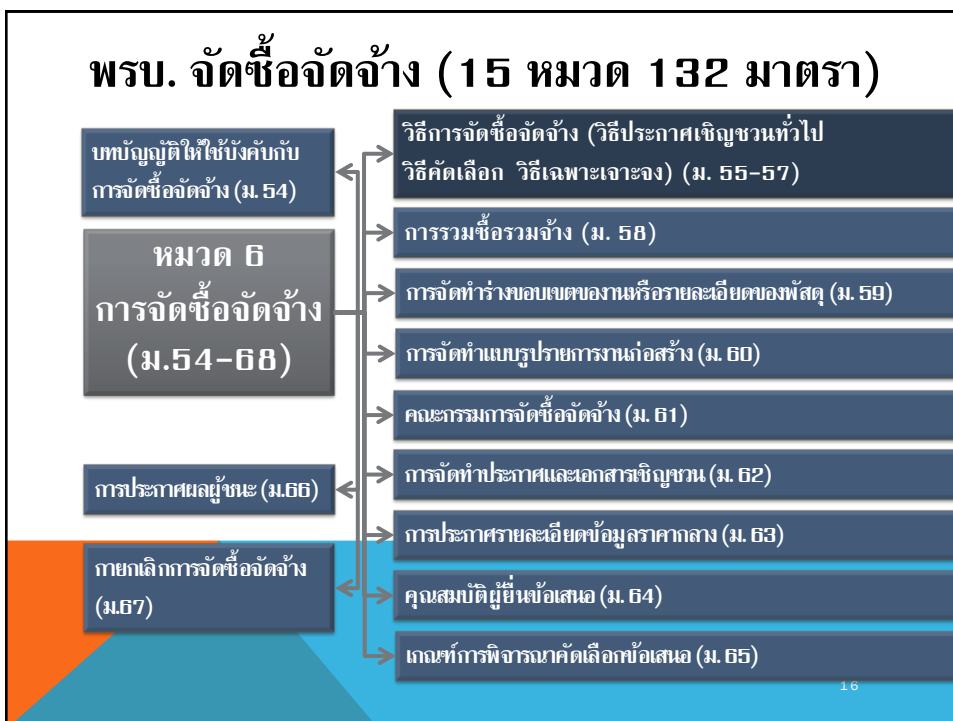 พรบ. จัดซื้อจัดจ้าง (15 หมวด 132 มาตรา)
บทบัญญัติให้ใช้บังคับกับ
การจัดซื้อจัดจ้าง (ม. 54)
หมวด 6
การจัดซื้อจัดจ้าง
(ม.54-68)
การประกาศผลผู้ชนะ (ม.66)
กายกเลิกการจัดซื้อจัดจ้าง
(ม.67)
วิธีการจัดซื้อจัดจ้าง (วิธีประกาศเชิญชวนทั่วไป
วิธีคัดเลือก วิธีเฉพาะเจาะจง) (ม. 55-57)
การรวมซื้อรวมจ้าง (ม. 58)
การจัดทำร่างขอบเขตของานหรือรายละเอียดของพัสดุ (ม. 59)
การจัดทำแบบรูปรายการงานก่อสร้าง (ม. 60)
คณะกรรมการจัดซื้อจัดจ้าง (ม. 61)
การจัดทำประกาศและเอกสารเชิญชวน (ม. 62)
การประกาศรายละเอียดข้อมูลราคากลาง (ม. 63)
คุณสมบัติผู้ยื่นข้อเสนอ (ม. 64)
เกณฑ์การพิจารณาคัดเลือกข้อเสนอ (ม. 65)
16